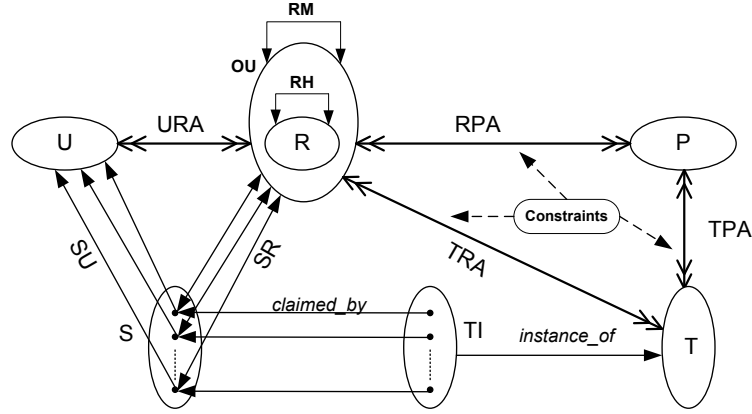 RM
OU
RH
U
URA
R
RPA
P
Constraints
TPA
SU
SR
TRA
claimed_by
S
TI
instance_of
T